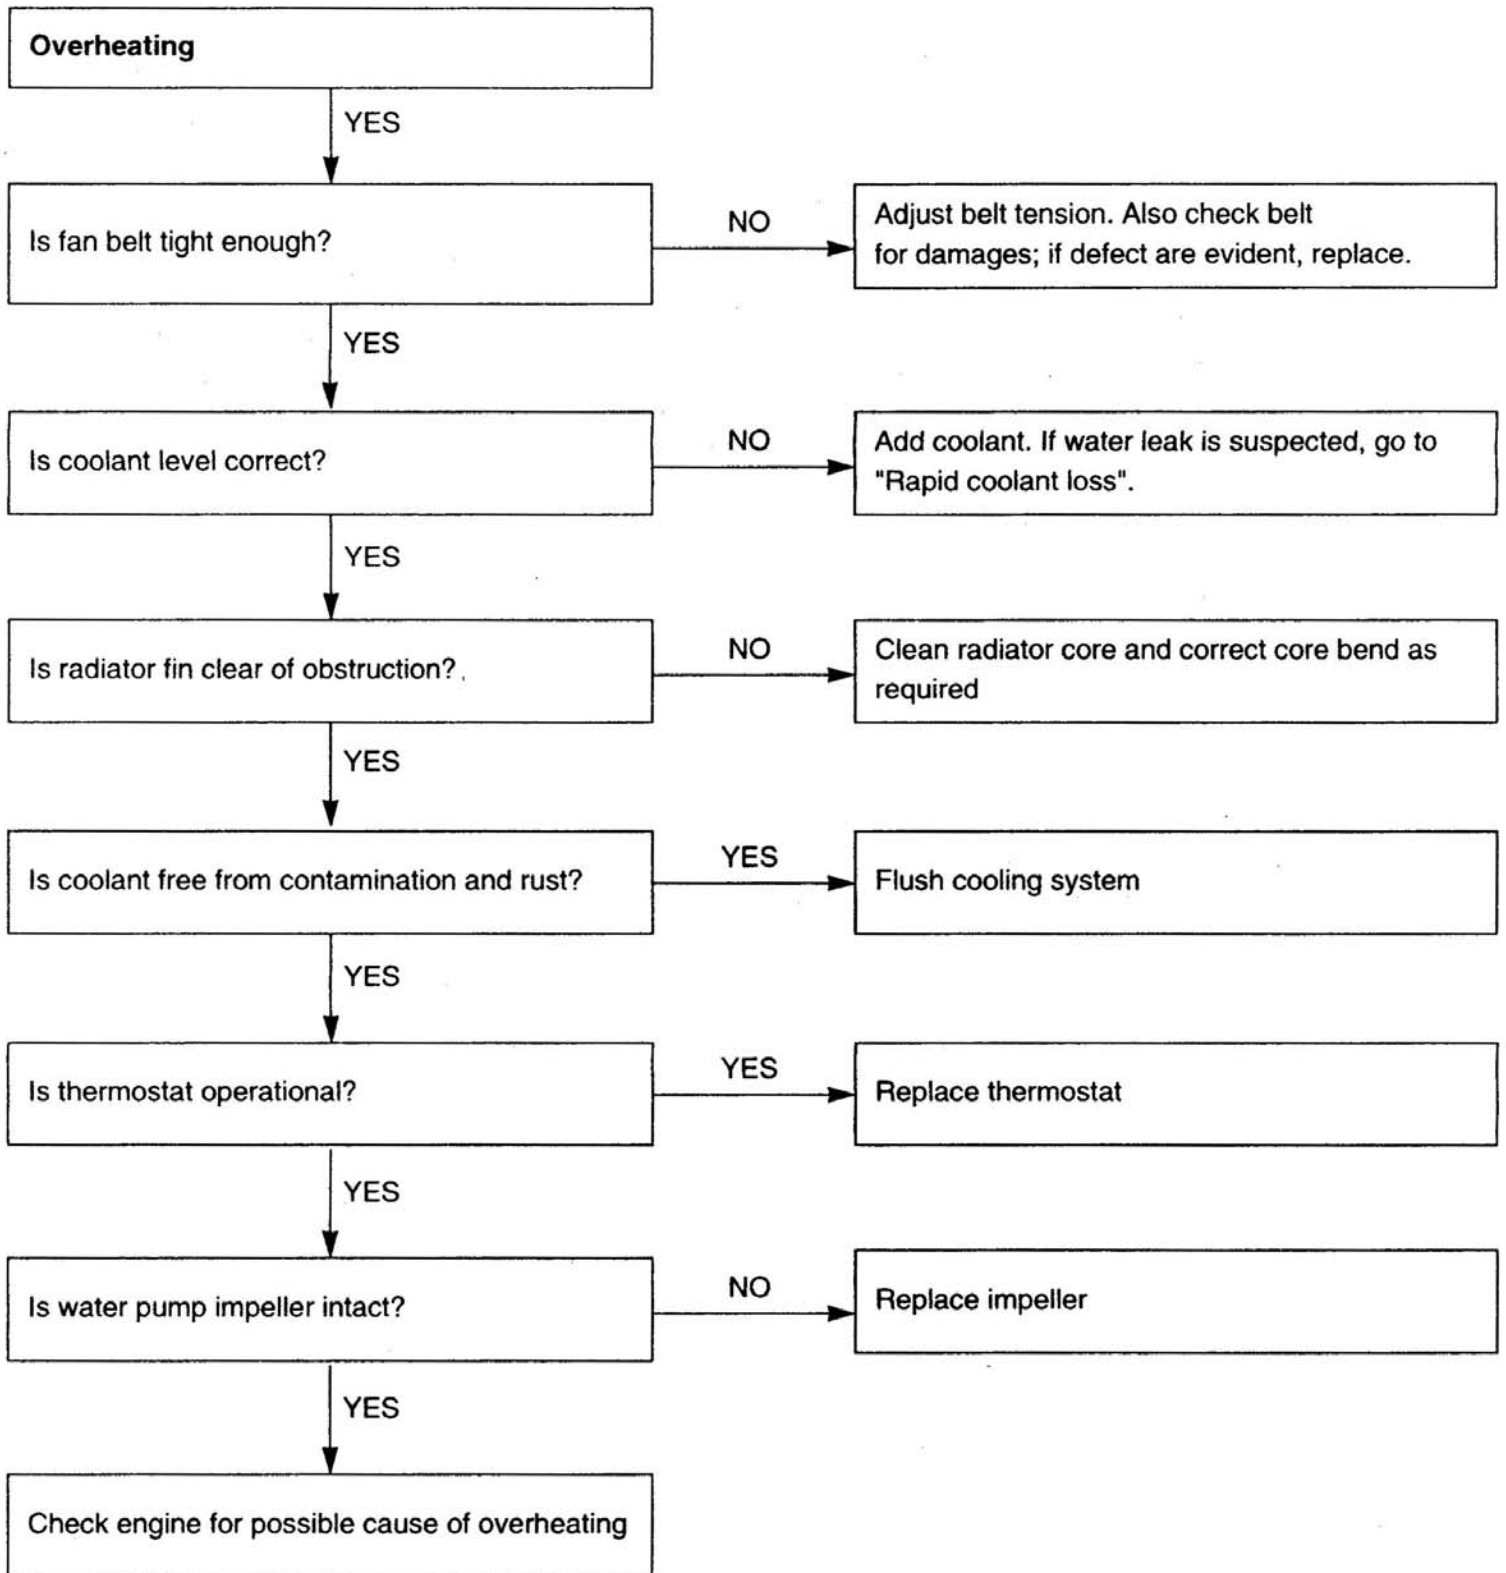 Overheating
YES
Is fan belt tight enough?
NO
Adjust belt tension. Also check belt
for damages; if defect are evident, replace.
YES
Is coolant level correct?
NO
Add coolant. If water leak is suspected, go to
"Rapid coolant loss".
YES
Is radiator fin clear of obstruction?
NO
Clean radiator core and correct core bend as
required
YES
Is coolant free from contamination and rust?
YES
Flush cooling system
YES
Is thermostat operational?
YES
Replace thermostat
YES
Is water pump impeller intact?
NO
Replace impeller
YES
Check engine for possible cause of overheating